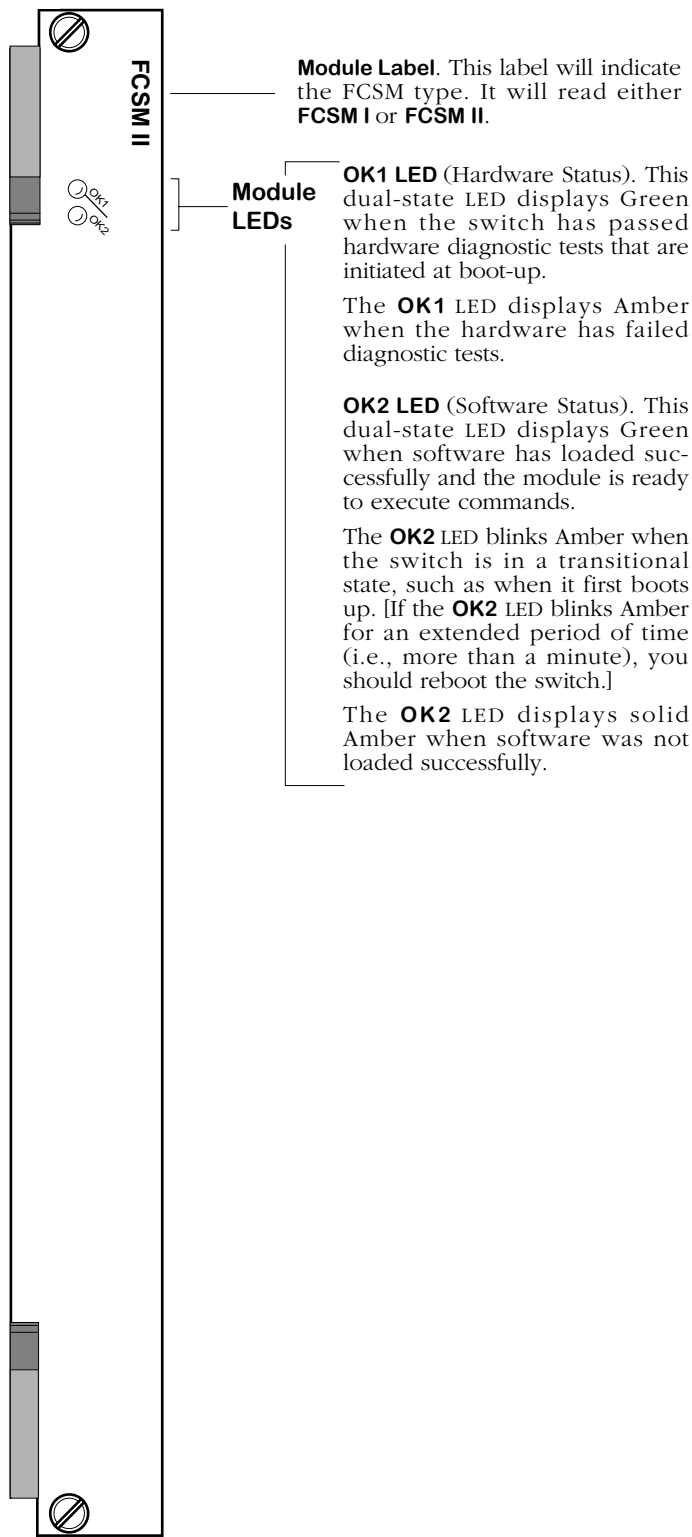 FCSM II
Module Label. This label will indicate
the FCSM type. It will read either
FCSM I or FCSM II.
OK1
OK2
Module
LEDs
OK1 LED (Hardware Status). This
dual-state LED displays Green
when the switch has passed
hardware diagnostic tests that are
initiated at boot-up.
The OK1 LED displays Amber
when the hardware has failed
diagnostic tests.
OK2 LED (Software Status). This
dual-state LED displays Green
when software has loaded suc-
cessfully and the module is ready
to execute commands.
The OK2 LED blinks Amber when
the switch is in a transitional
state, such as when it first boots
up. [If the OK2 LED blinks Amber
for an extended period of time
(i.e., more than a minute), you
should reboot the switch.]
The OK2 LED displays solid
Amber when software was not
loaded successfully.